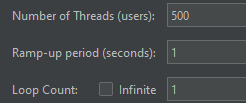 Number of Threads (users): 500
Ramp-up period (seconds): 1
Loop Count: Infinite 1